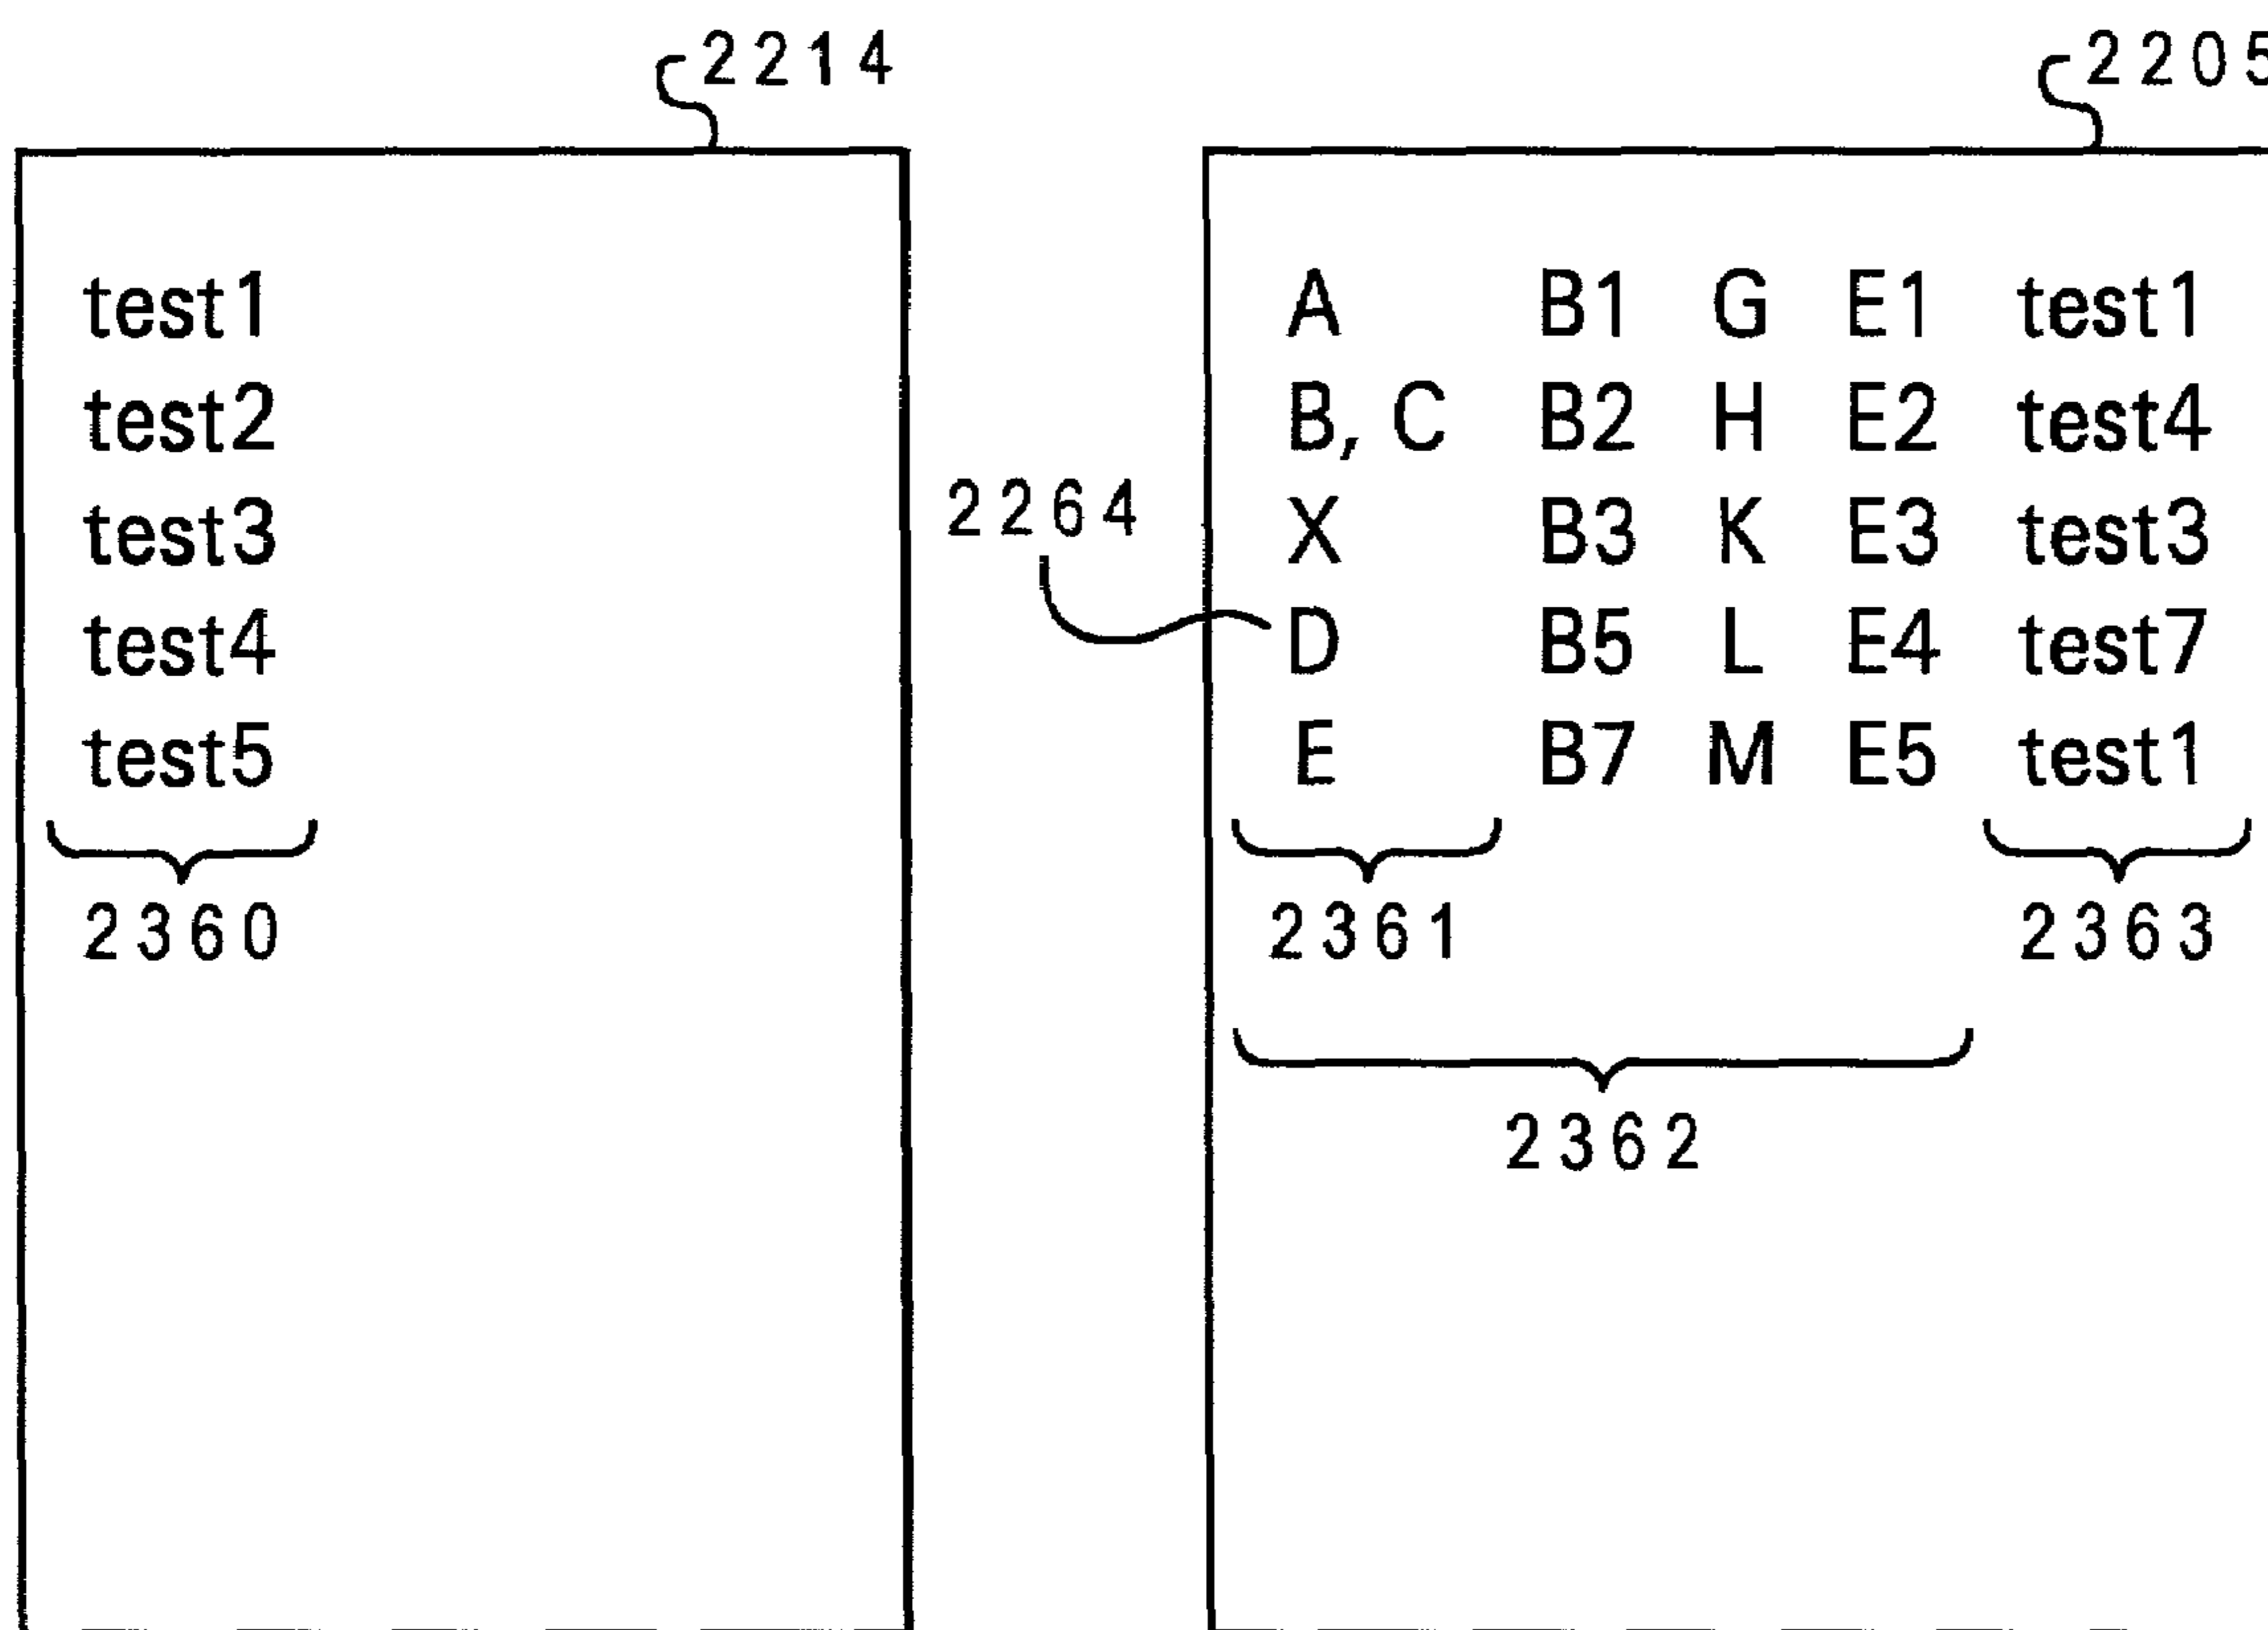 2214
test1
test2
test3
test4
test5
2360
2264
2205
A B1 G E1 test1
B, C B2 H E2 test4
X B3 K E3 test3
D B5 L E4 test7
E B7 M E5 test1
2361 2363
2362